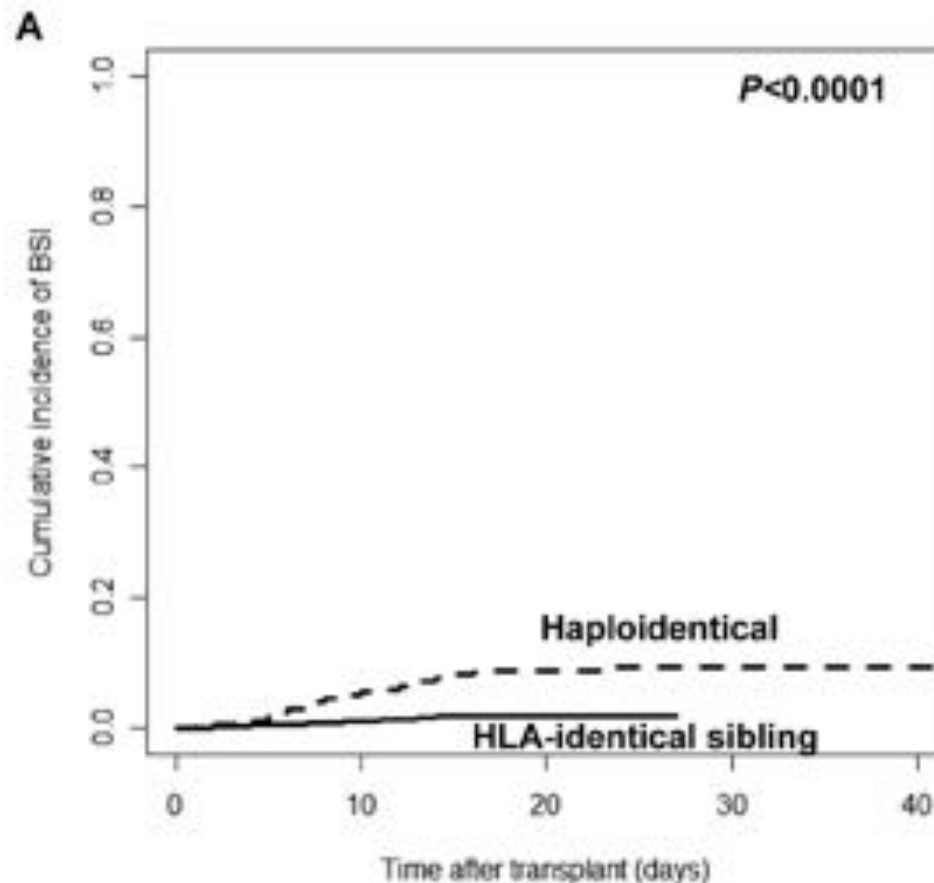 A
P<0.0001
1.0
0.8
0.6
0.4
0.2
0.0
Cumulative incidence of BSI
Haploidentical
HLA-identical sibling
0 10 20 30 40
Time after transplant (days)